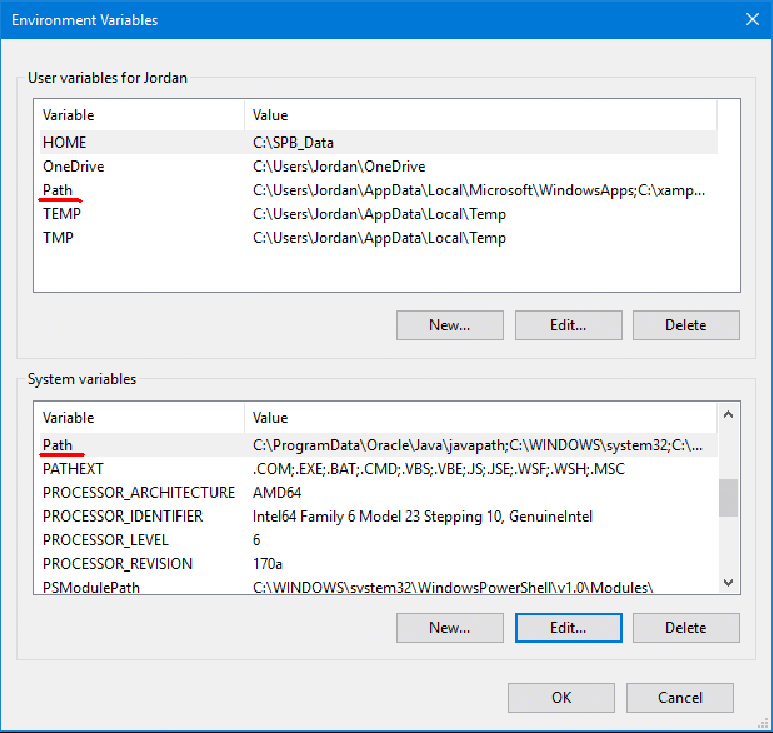 Environment Variables
User variables for Jordan
Variable Value
HOME C:\SPB_Data
OneDrive C:\Users\Jordan\OneDrive
Path C:\Users\Jordan\AppData\Local\Microsoft\WindowsApps;C:\xamp...
TEMP C:\Users\Jordan\AppData\Local\Temp
TMP C:\Users\Jordan\AppData\Local\Temp
New... Edit... Delete
System variables
Variable Value
Path C:\ProgramData\Oracle\Java\javapath;C:\WINDOWS\system32;C:\...
PATHEXT .COM;.EXE;.BAT;.CMD;.VBS;.VBE;.JS;.JSE;.WSF;.WSH;.MSC
PROCESSOR_ARCHITECTURE AMD64
PROCESSOR_IDENTIFIER Intel64 Family 6 Model 23 Stepping 10, GenuineIntel
PROCESSOR_LEVEL 6
PROCESSOR_REVISION 170a
PSModulePath C:\WINDOWS\system32\WindowsPowerShell\v1.0\Modules\
New... Edit... Delete
OK Cancel